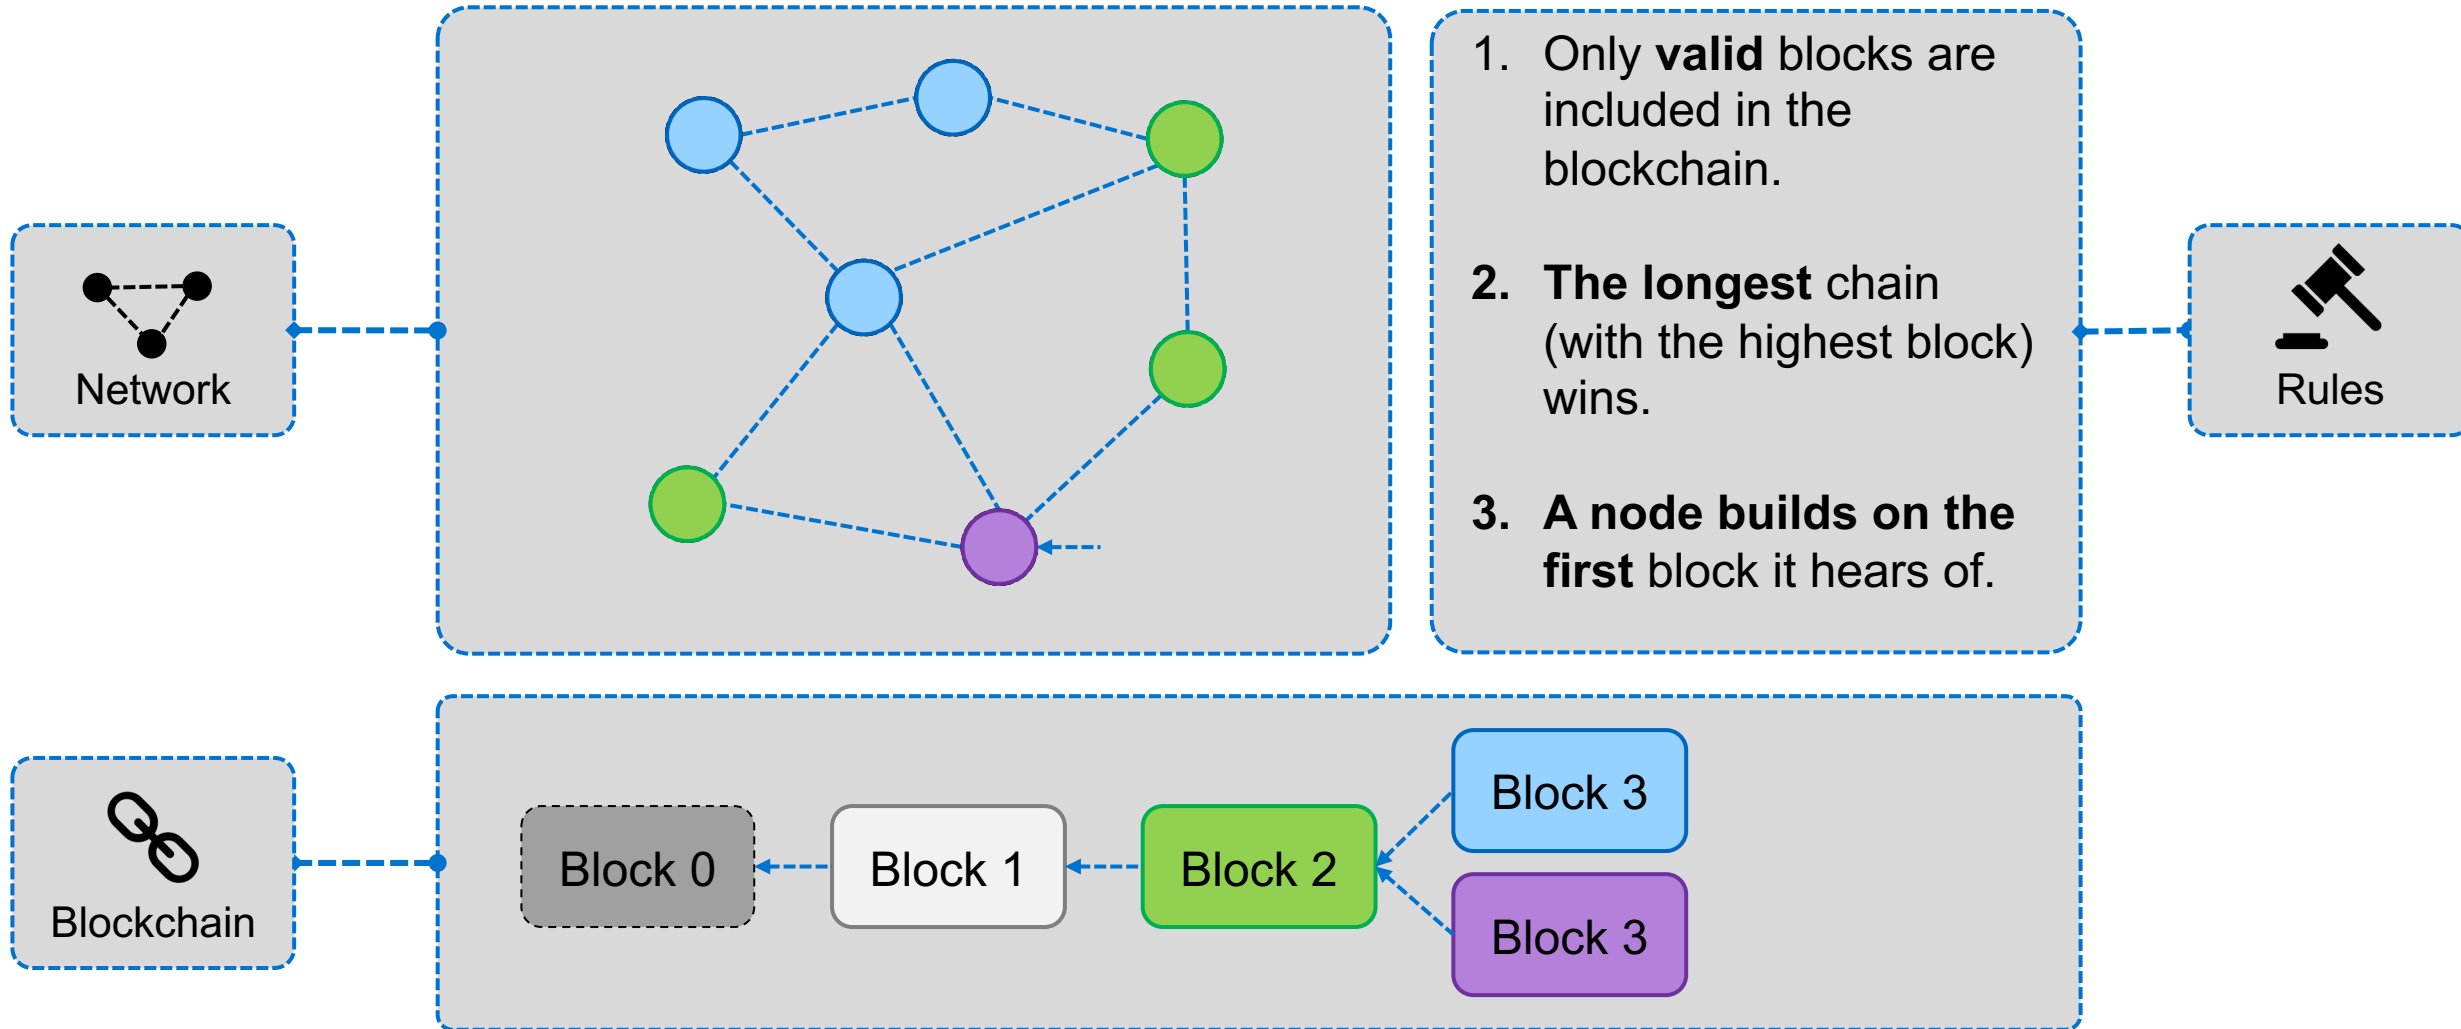 Network
1. Only valid blocks are
included in the
blockchain.
2. The longest chain
(with the highest block)
wins.
3. A node builds on the
first block it hears of.
Rules
Blockchain
Block 0
Block 1
Block 2
Block 3
Block 3